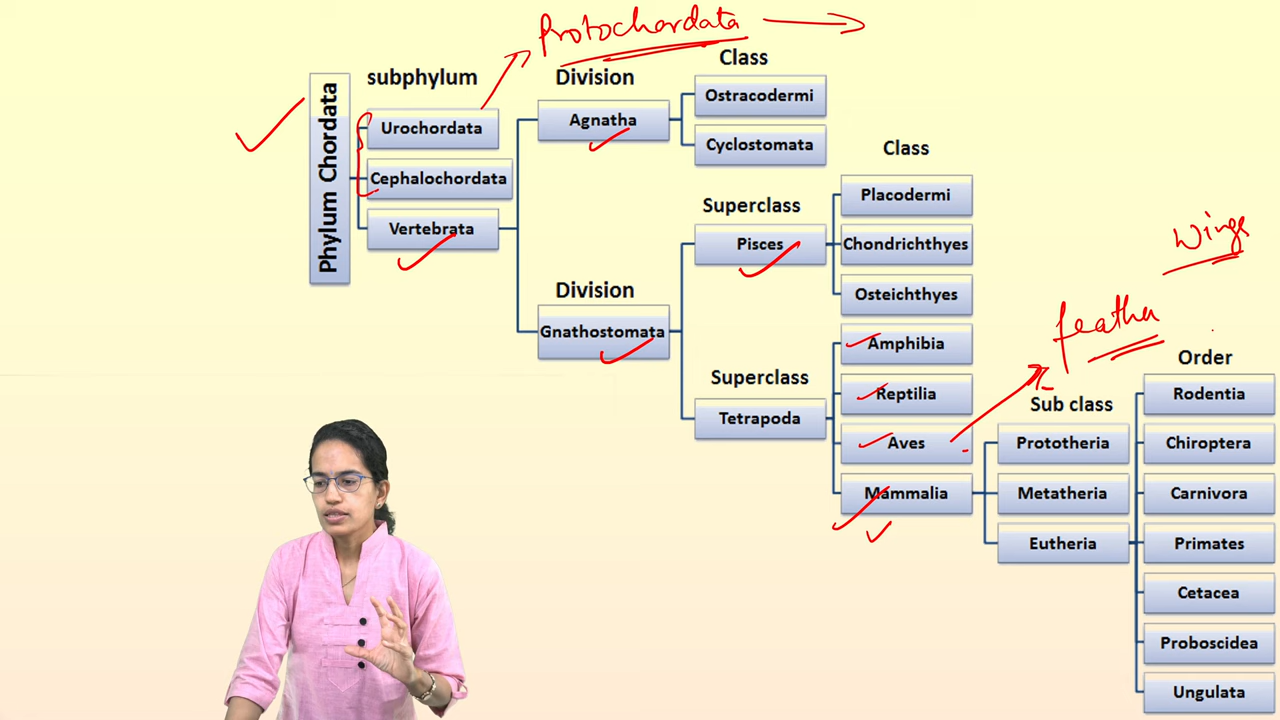 Protochordata
Phylum Chordata
subphylum
Urochordata
Cephalochordata
Vertebrata
Division
Agnatha
Division
Gnathostomata
Class
Ostracodermi
Cyclostomata
Superclass
Pisces
Superclass
Tetrapoda
Class
Placodermi
Chondrichthyes
Osteichthyes
Amphibia
Reptilia
Aves
Mammalia
wings
feather
Sub class
Prototheria
Metatheria
Eutheria
Order
Rodentia
Chiroptera
Carnivora
Primates
Cetacea
Proboscidea
Ungulata